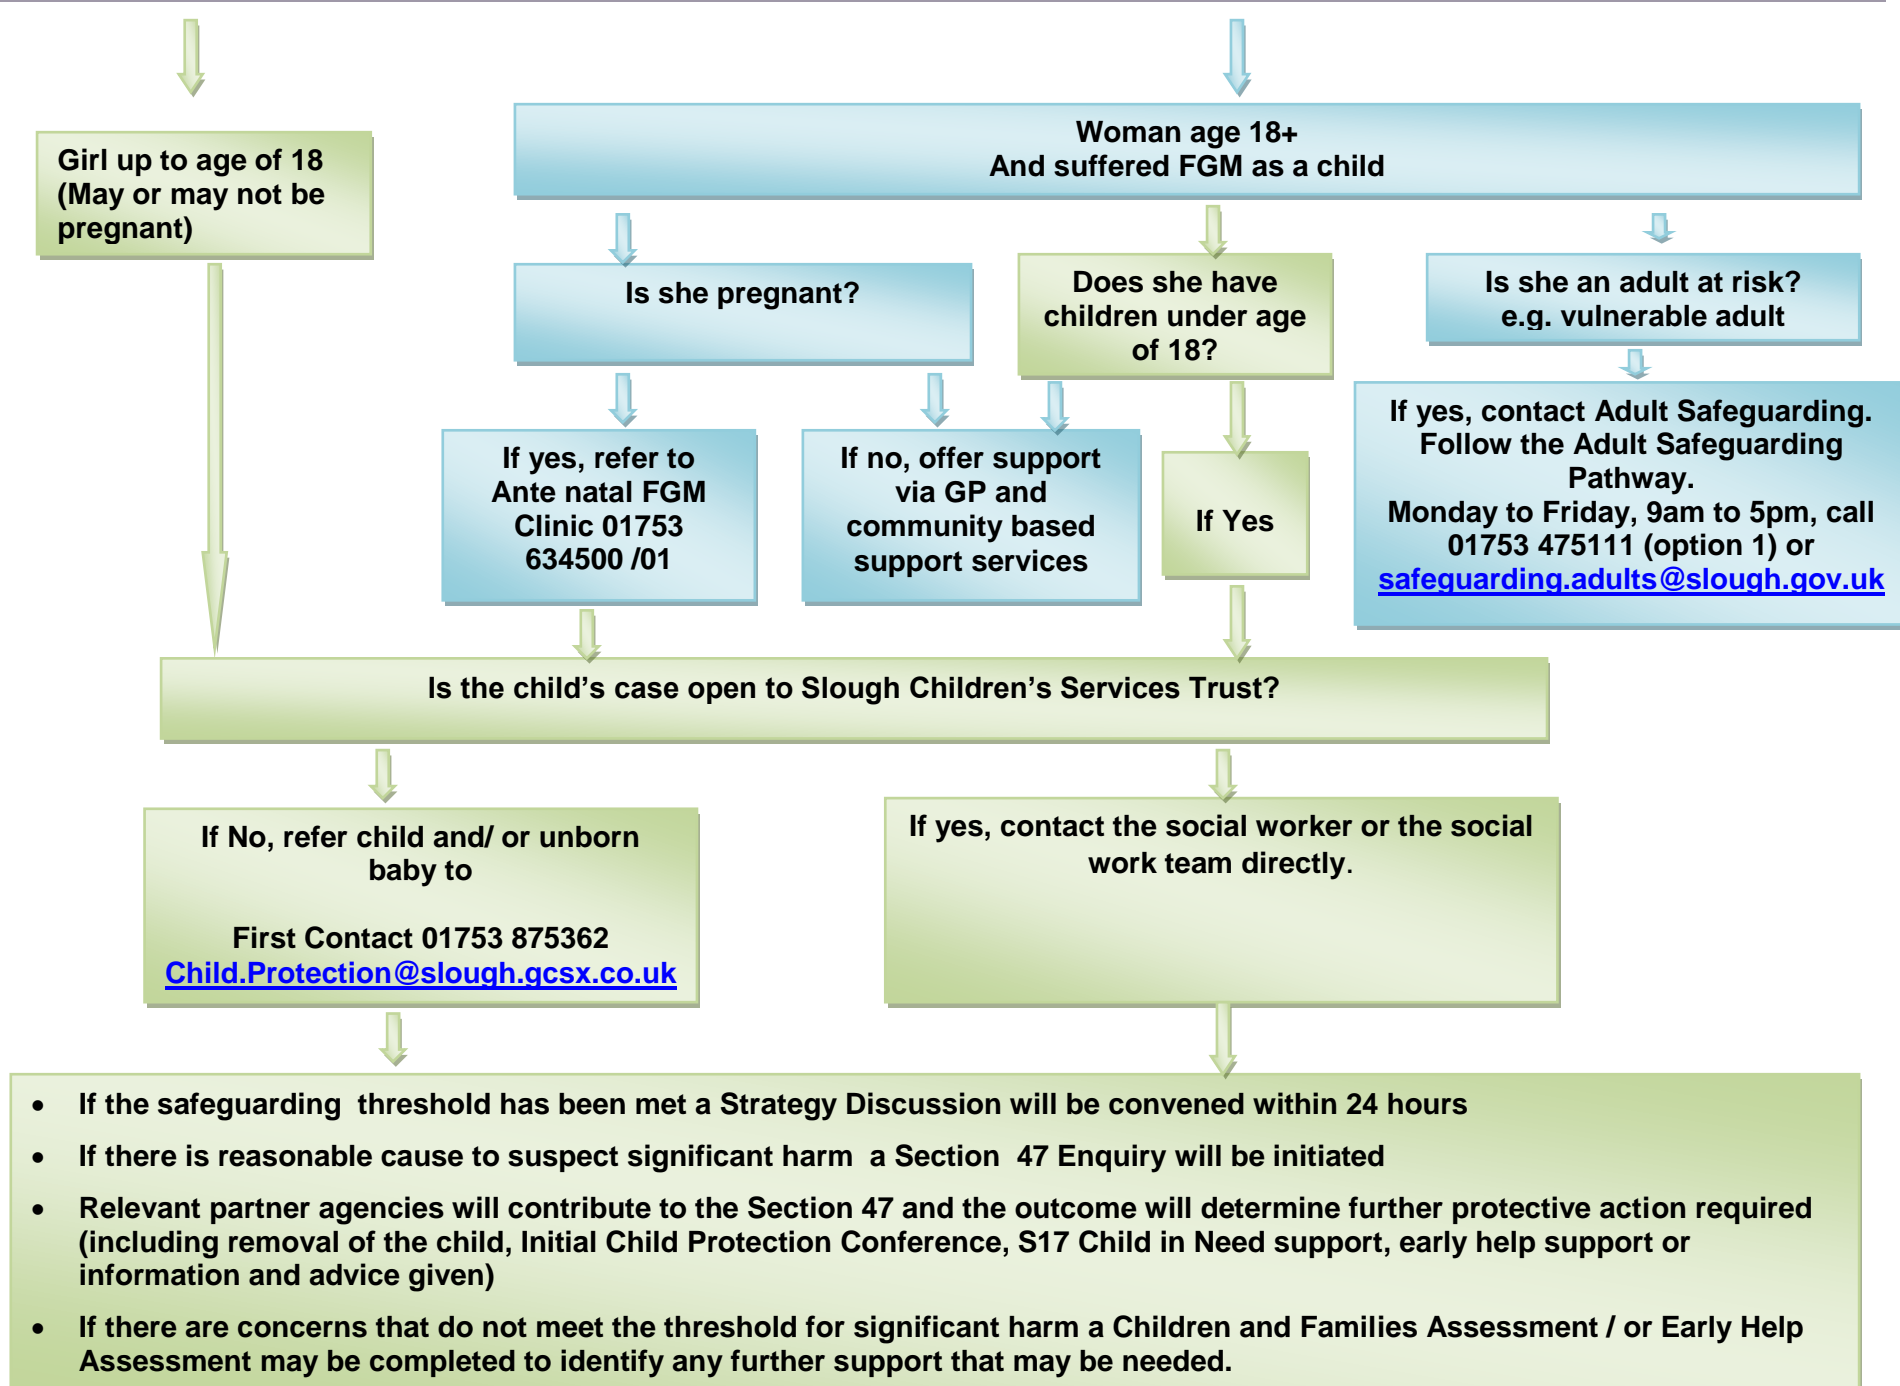 Girl up to age of 18
(May or may not be
pregnant)
Woman age 18+
And suffered FGM as a child
Is she pregnant?
Does she have
children under age
of 18?
Is she an adult at risk?
e.g. vulnerable adult
If yes, refer to
Ante natal FGM
Clinic 01753
634500 /01
If no, offer support
via GP and
community based
support services
If Yes
If yes, contact Adult Safeguarding.
Follow the Adult Safeguarding
Pathway.
Monday to Friday, 9am to 5pm, call
01753 475111 (option 1) or
safeguarding.adults@slough.gov.uk
Is the child’s case open to Slough Children’s Services Trust?
If No, refer child and/ or unborn
baby to
First Contact 01753 875362
Child.Protection@slough.gcsx.co.uk
If yes, contact the social worker or the social
work team directly.
• If the safeguarding threshold has been met a Strategy Discussion will be convened within 24 hours
• If there is reasonable cause to suspect significant harm a Section 47 Enquiry will be initiated
• Relevant partner agencies will contribute to the Section 47 and the outcome will determine further protective action required
(including removal of the child, Initial Child Protection Conference, S17 Child in Need support, early help support or
information and advice given)
• If there are concerns that do not meet the threshold for significant harm a Children and Families Assessment / or Early Help
Assessment may be completed to identify any further support that may be needed.